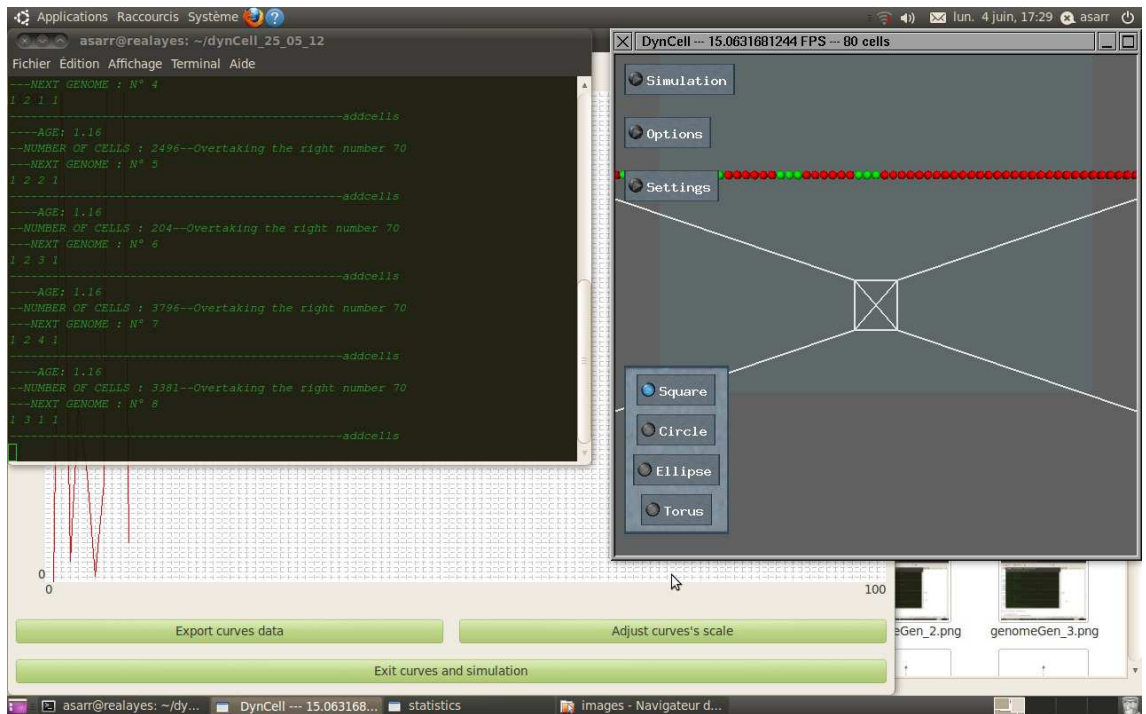 Applications Raccourcis Système
lun. 4 juin, 17:29 asarr
asarr@realayes: ~/dynCell_25_05_12
Fichier Édition Affichage Terminal Aide
---NEXT GENOME : N° 4
1 2 1 1
-----------------------------------------addcells
----AGE: 1.16
--NUMBER OF CELLS : 2496--Overtaking the right number 70
---NEXT GENOME : N° 5
1 2 2 1
-----------------------------------------addcells
----AGE: 1.16
--NUMBER OF CELLS : 204--Overtaking the right number 70
---NEXT GENOME : N° 6
1 2 3 1
-----------------------------------------addcells
----AGE: 1.16
--NUMBER OF CELLS : 3796--Overtaking the right number 70
---NEXT GENOME : N° 7
1 2 4 1
-----------------------------------------addcells
----AGE: 1.16
--NUMBER OF CELLS : 3381--Overtaking the right number 70
---NEXT GENOME : N° 8
1 3 1 1
-----------------------------------------addcells
DynCell --- 15.0631681244 FPS --- 80 cells
Simulation
Options
Settings
Square
Circle
Ellipse
Torus
0
0
100
Export curves data
Adjust curves's scale
Exit curves and simulation
eGen_2.png
genomeGen_3.png
asarr@realayes: ~/dy...
DynCell --- 15.063168...
statistics
images - Navigateur d...